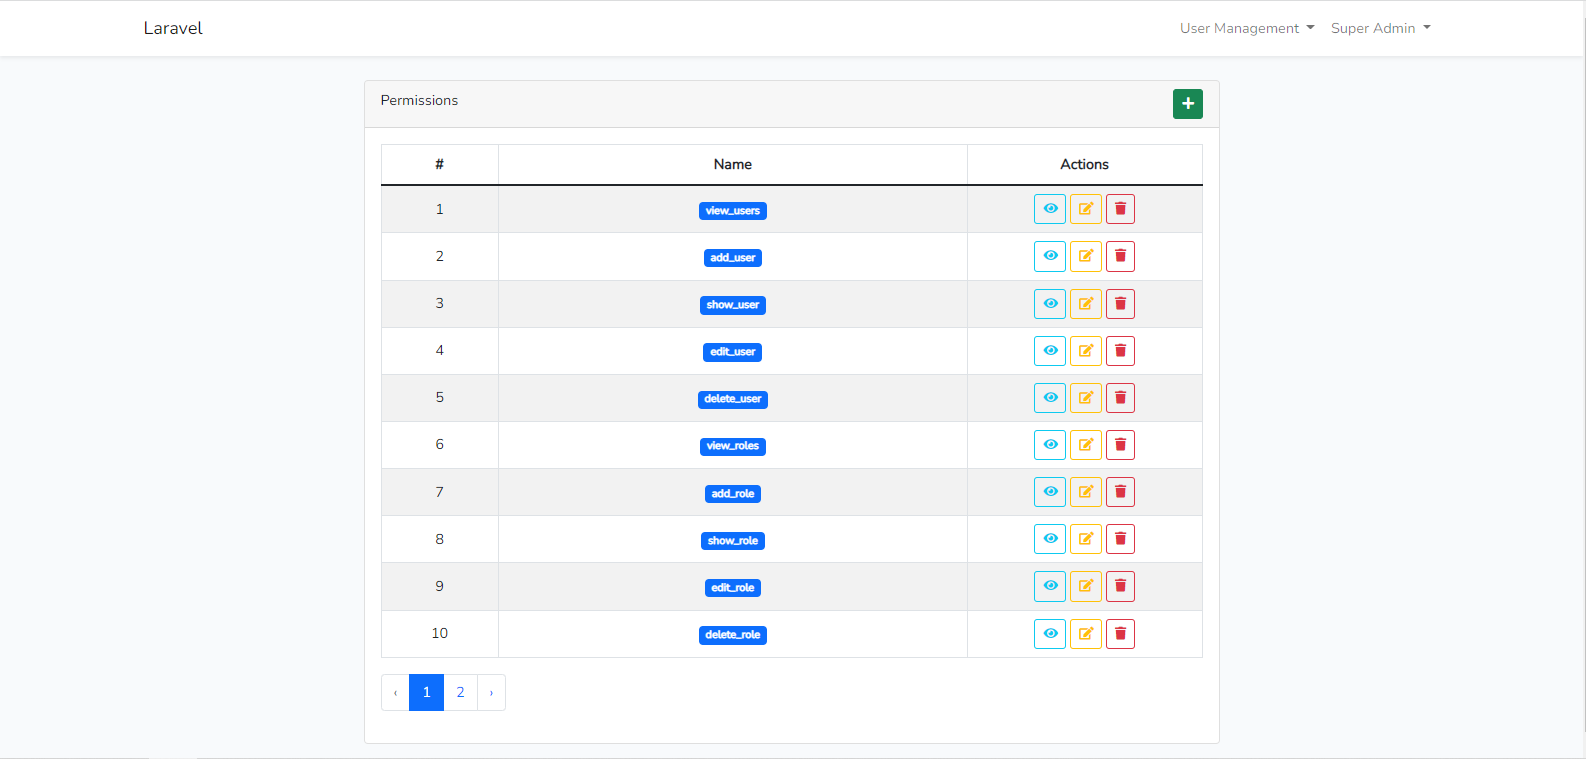 Laravel User Management Super Admin
Permissions +
# Name Actions
1 view_users
2 add_user
3 show_user
4 edit_user
5 delete_user
6 view_roles
7 add_role
8 show_role
9 edit_role
10 delete_role
‹ 1 2 ›